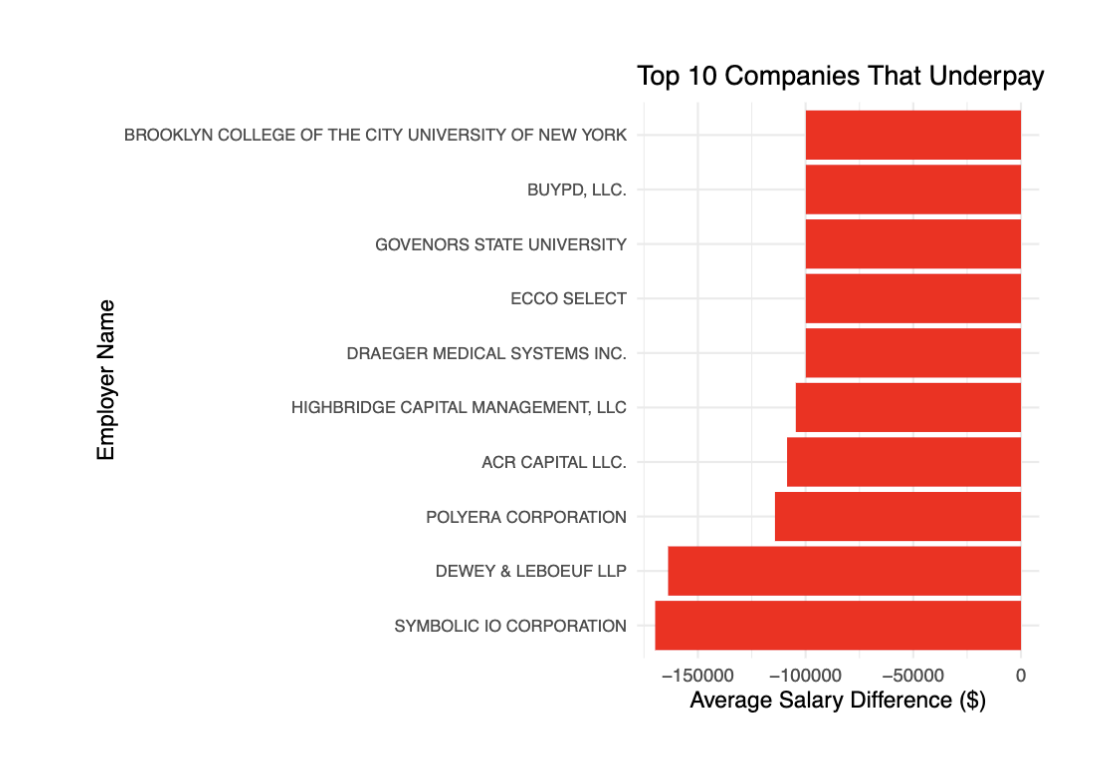 Top 10 Companies That Underpay
BROOKLYN COLLEGE OF THE CITY UNIVERSITY OF NEW YORK
BUYPD, LLC.
GOVENORS STATE UNIVERSITY
ECCO SELECT
DRAEGER MEDICAL SYSTEMS INC.
HIGHBRIDGE CAPITAL MANAGEMENT, LLC
ACR CAPITAL LLC.
POLYERA CORPORATION
DEWEY & LEBOEUF LLP
SYMBOLIC IO CORPORATION
Employer Name
−150000 −100000 −50000 0
Average Salary Difference ($)